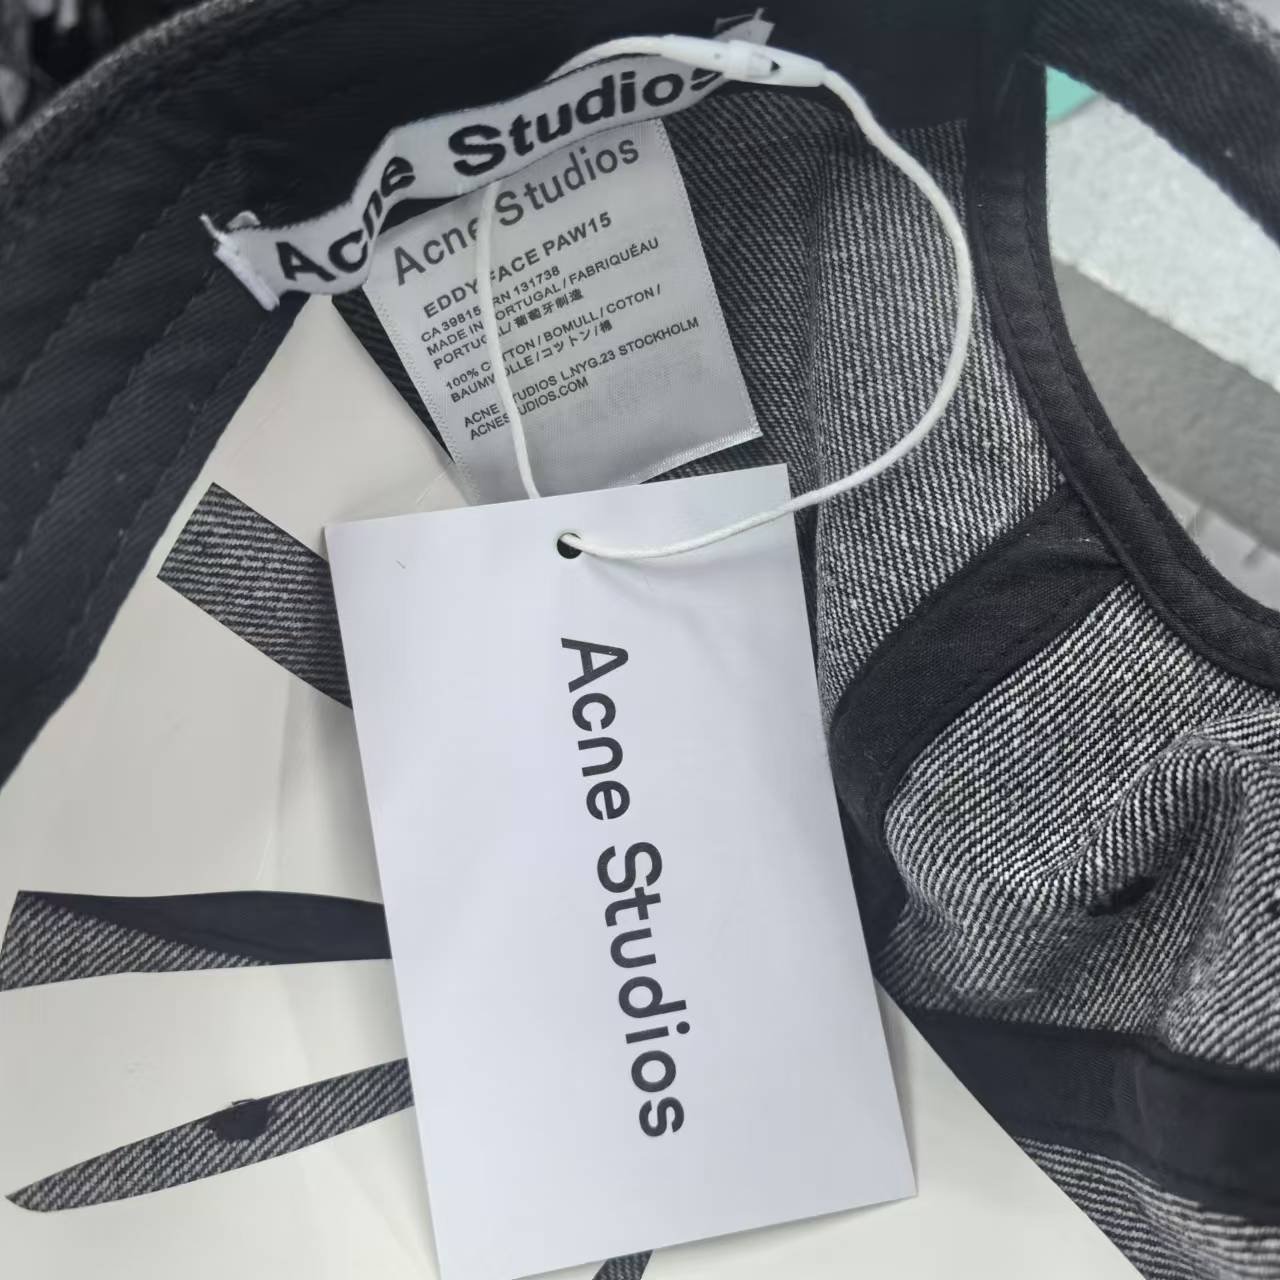 Acne Studios
Acne Studios
EDDY FACE PAW15
CA 39815 RN 131738
MADE IN PORTUGAL / FABRIQUÉAU
PORTUGAL / 葡萄牙制造
100% COTTON / BOMULL / COTON /
BAUMWOLLE / コットン / 棉
ACNE STUDIOS L.NYG.23 STOCKHOLM
ACNESTUDIOS.COM
Acne Studios